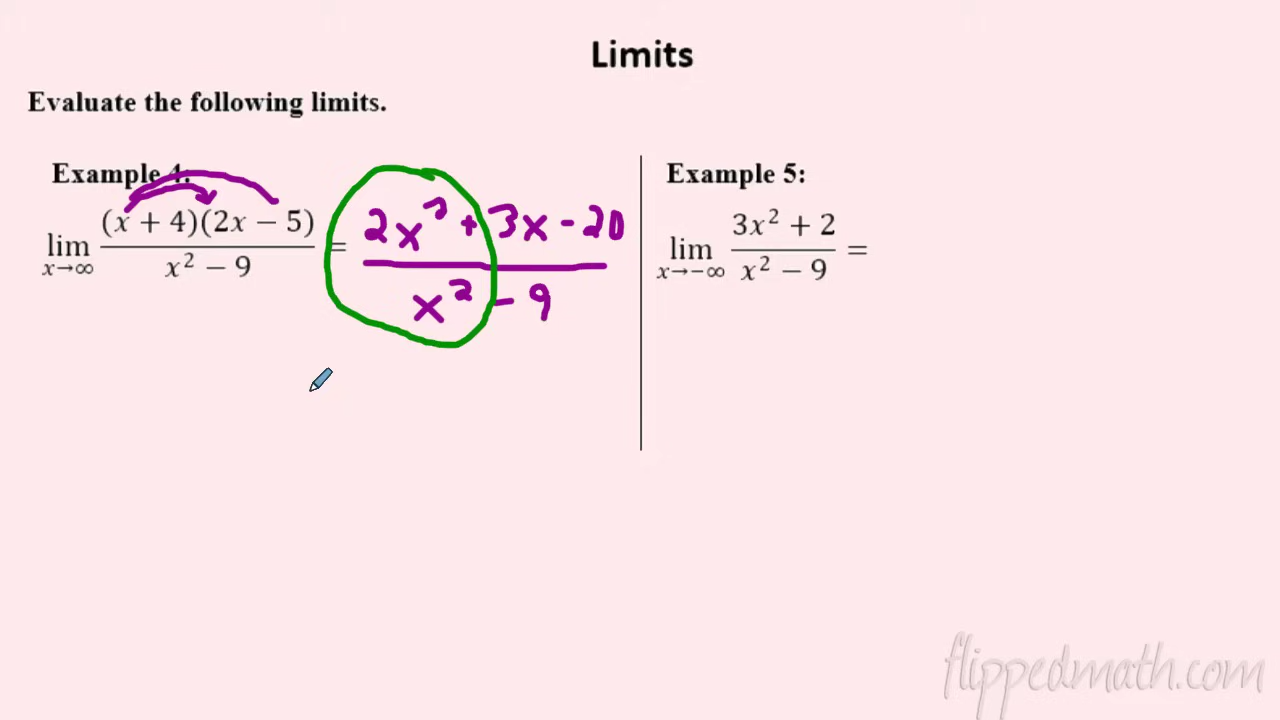 Limits
Evaluate the following limits.
Example 4:
lim x→∞ (x + 4)(2x − 5) / x² − 9 = 2x² + 3x - 20 / x² - 9
Example 5:
lim x→−∞ 3x² + 2 / x² − 9 =
flippedmath.com